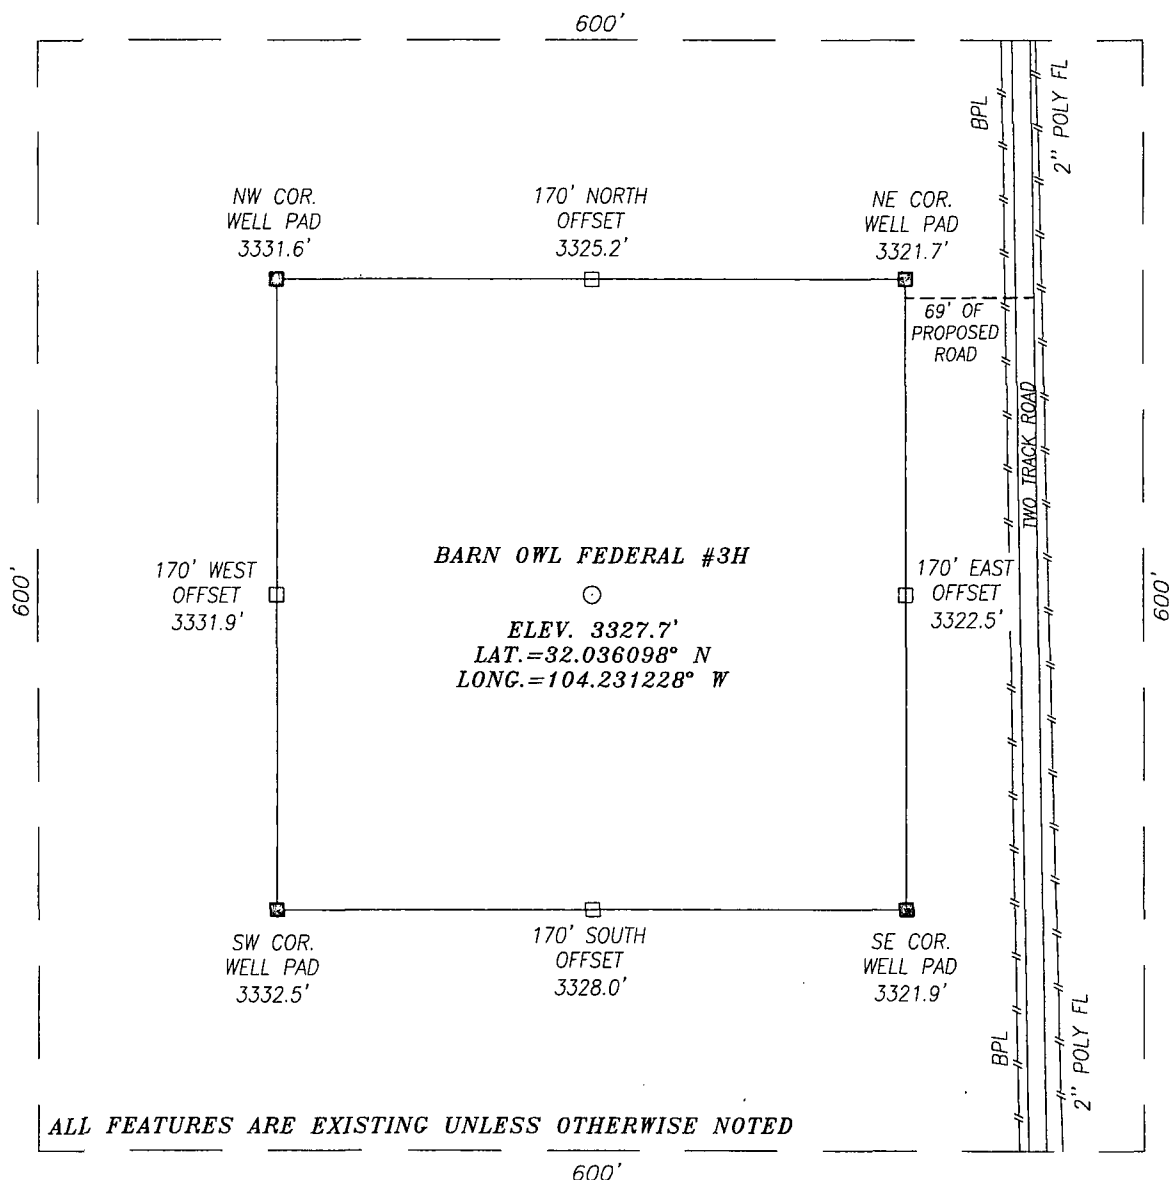 600'
BPL
2" POLY FL
NW COR.
WELL PAD
3331.6'
170' NORTH
OFFSET
3325.2'
NE COR.
WELL PAD
3321.7'
69' OF
PROPOSED
ROAD
TWO TRACK ROAD
BARN OWL FEDERAL #3H
600'
170' WEST
OFFSET
3331.9'
170' EAST
OFFSET
3322.5'
600'
ELEV. 3327.7'
LAT.=32.036098° N
LONG.=104.231228° W
SW COR.
WELL PAD
3332.5'
170' SOUTH
OFFSET
3328.0'
SE COR.
WELL PAD
3321.9'
BPL
2" POLY FL
ALL FEATURES ARE EXISTING UNLESS OTHERWISE NOTED
600'